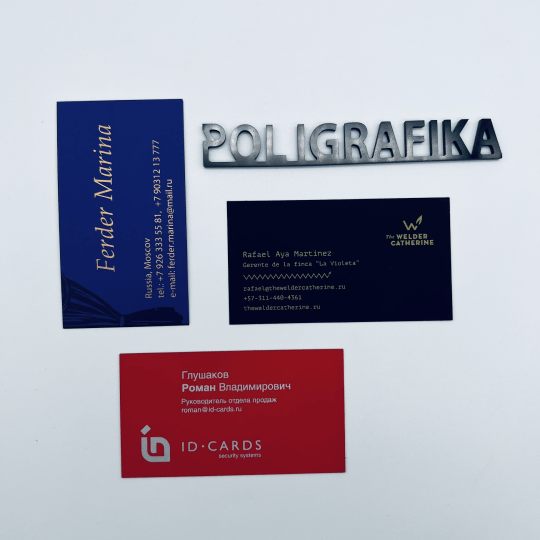 POLIGRAFIKA
Ferder Marina
Russia, Moscov
tel.: +7 926 333 55 81, +7 90312 13 777
e-mail: ferder.marina@mail.ru
The WELDER
CATHERINE
Rafael Aya Martinez
Gerente de la finca "La Violeta"
rafael@theweldercatherine.ru
+57-311-440-4361
theweldercatherine.ru
Глушаков
Роман Владимирович
Руководитель отдела продаж
roman@id-cards.ru
ID·CARDS
security systems